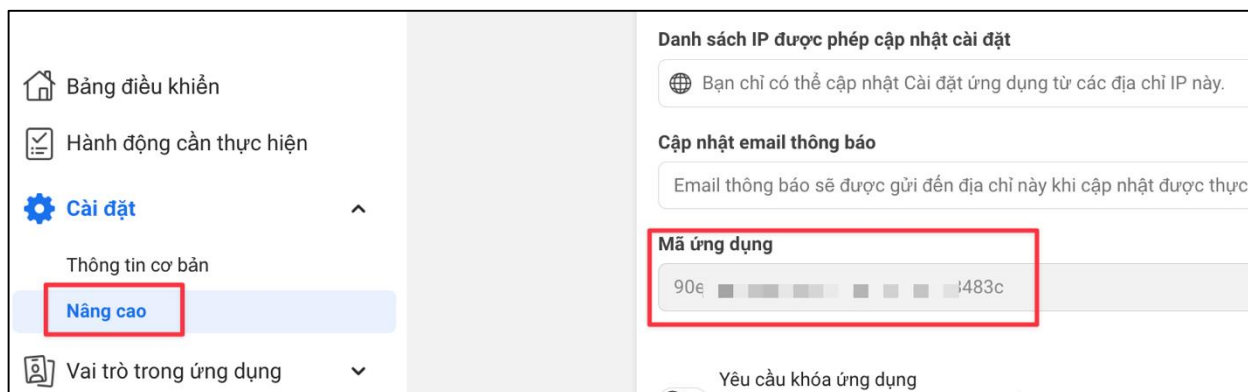 Bảng điều khiển
Hành động cần thực hiện
Cài đặt
Thông tin cơ bản
Nâng cao
Vai trò trong ứng dụng
Danh sách IP được phép cập nhật cài đặt
Bạn chỉ có thể cập nhật Cài đặt ứng dụng từ các địa chỉ IP này.
Cập nhật email thông báo
Email thông báo sẽ được gửi đến địa chỉ này khi cập nhật được thực
Mã ứng dụng
90e 3483c
Yêu cầu khóa ứng dụng